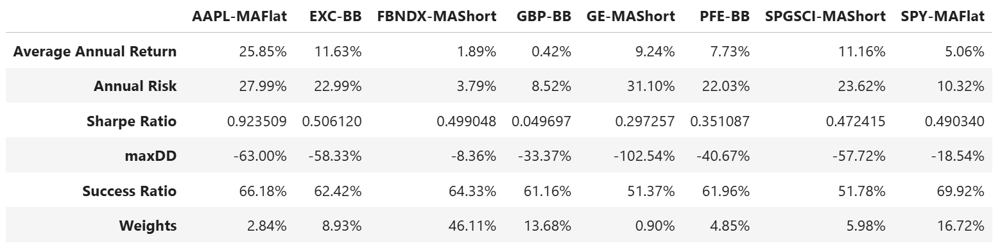 AAPL-MAFlat EXC-BB FBNDX-MAShort GBP-BB GE-MAShort PFE-BB SPGSCI-MAShort SPY-MAFlat
Average Annual Return 25.85% 11.63% 1.89% 0.42% 9.24% 7.73% 11.16% 5.06%
Annual Risk 27.99% 22.99% 3.79% 8.52% 31.10% 22.03% 23.62% 10.32%
Sharpe Ratio 0.923509 0.506120 0.499048 0.049697 0.297257 0.351087 0.472415 0.490340
maxDD -63.00% -58.33% -8.36% -33.37% -102.54% -40.67% -57.72% -18.54%
Success Ratio 66.18% 62.42% 64.33% 61.16% 51.37% 61.96% 51.78% 69.92%
Weights 2.84% 8.93% 46.11% 13.68% 0.90% 4.85% 5.98% 16.72%